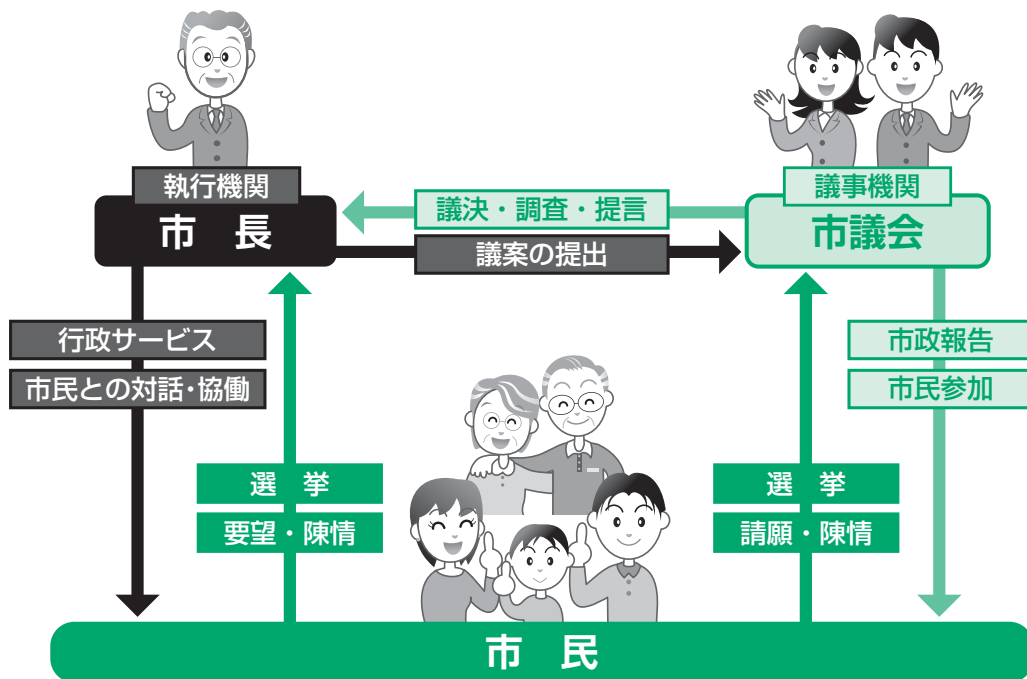 執行機関
市 長
議決・調査・提言
議案の提出
議事機関
市議会
行政サービス
市民との対話・協働
市政報告
市民参加
選 挙
要望・陳情
選 挙
請願・陳情
市 民